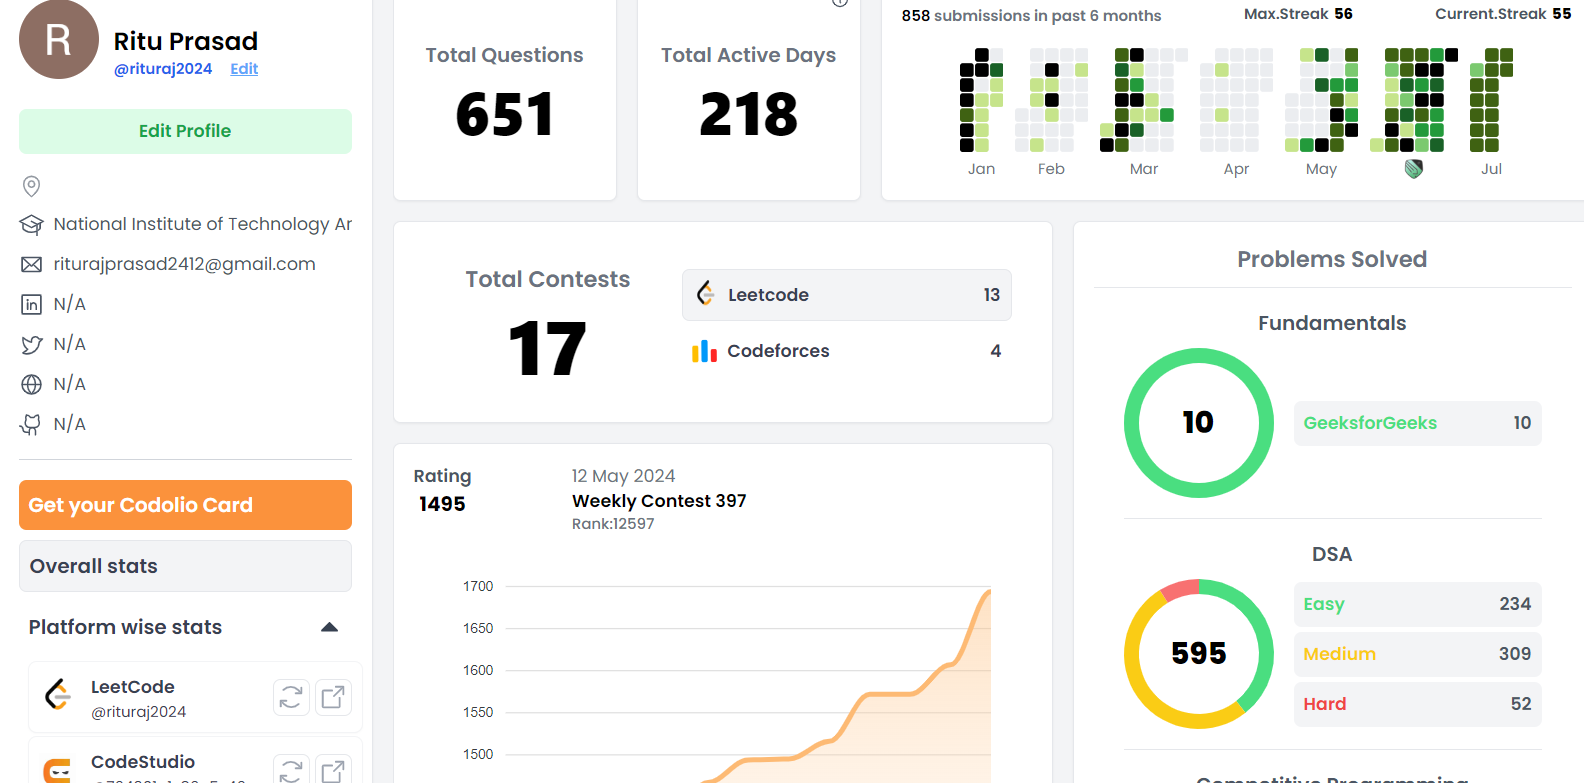 R
Ritu Prasad
@rituraj2024 Edit
Edit Profile
National Institute of Technology Ar
riturajprasad2412@gmail.com
N/A
N/A
N/A
N/A
Get your Codolio Card
Overall stats
Platform wise stats
LeetCode
@rituraj2024
CodeStudio
Total Questions
651
Total Active Days
218
858 submissions in past 6 months
Max.Streak 56
Current.Streak 55
Jan Feb Mar Apr May Jul
Total Contests
17
Leetcode 13
Codeforces 4
Rating
1495
12 May 2024
Weekly Contest 397
Rank:12597
1700
1650
1600
1550
1500
Problems Solved
Fundamentals
10
GeeksforGeeks 10
DSA
595
Easy 234
Medium 309
Hard 52
Competitive Programming